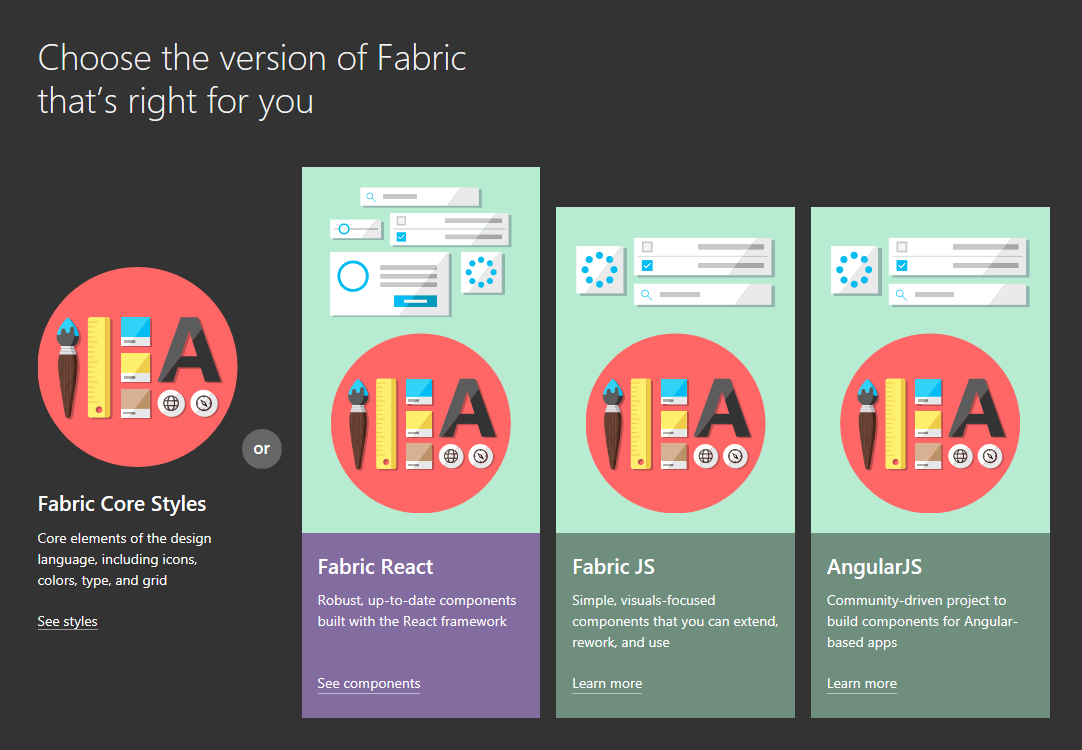 Choose the version of Fabric
that's right for you
A
or
Fabric Core Styles
Core elements of the design
language, including icons,
colors, type, and grid
See styles
A
Fabric React
Robust, up-to-date components
built with the React framework
See components
A
Fabric JS
Simple, visuals-focused
components that you can extend,
rework, and use
Learn more
A
AngularJS
Community-driven project to
build components for Angular-
based apps
Learn more